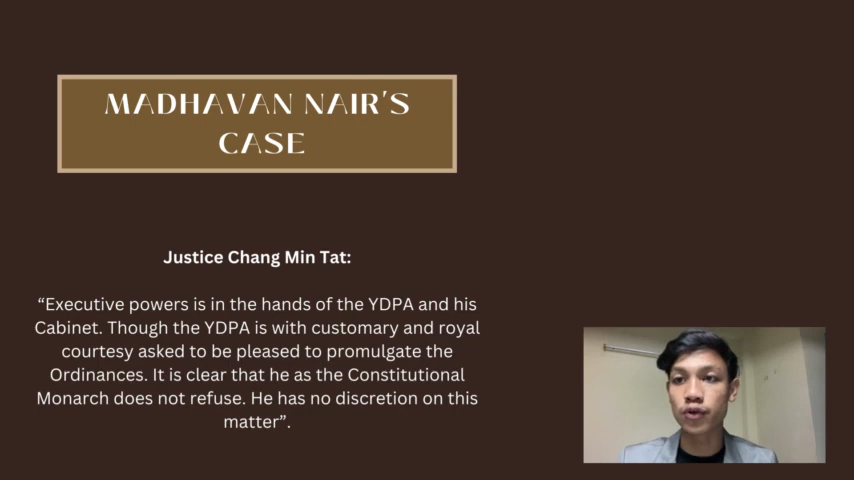 MADHAVAN NAIR'S
CASE
Justice Chang Min Tat:
“Executive powers is in the hands of the YDPA and his
Cabinet. Though the YDPA is with customary and royal
courtesy asked to be pleased to promulgate the
Ordinances. It is clear that he as the Constitutional
Monarch does not refuse. He has no discretion on this
matter”.